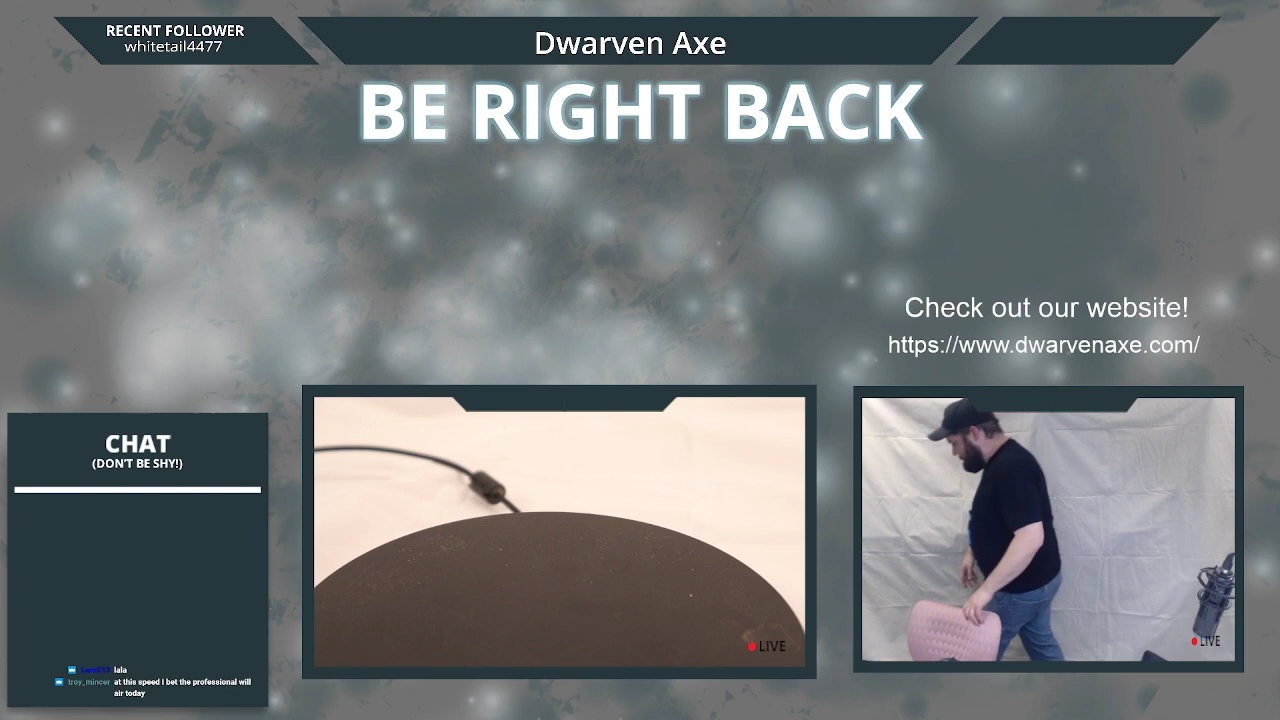 RECENT FOLLOWER
whitetail4477
Dwarven Axe
BE RIGHT BACK
Check out our website!
https://www.dwarvenaxe.com/
CHAT
(DON'T BE SHY!)
lala
troy_mincer at this speed I bet the professional will
air today
LIVE
LIVE